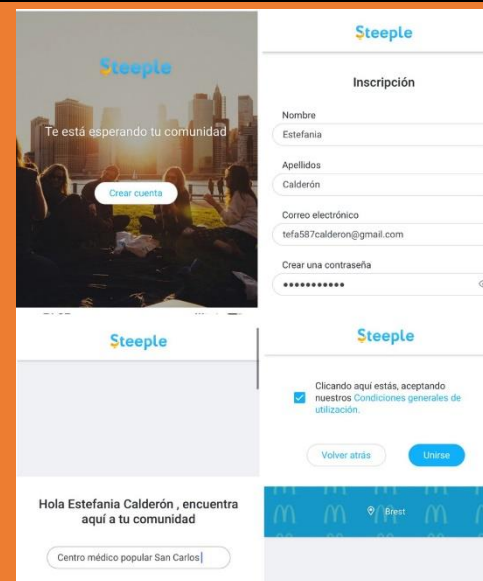 Steeple
Te está esperando tu comunidad
Crear cuenta
Steeple
Inscripción
Nombre
Estefania
Apellidos
Calderón
Correo electrónico
tefa587calderon@gmail.com
Crear una contraseña
Steeple
Hola Estefania Calderón , encuentra
aquí a tu comunidad
Centro médico popular San Carlos
Steeple
Clicando aquí estás, aceptando
nuestros Condiciones generales de
utilización.
Volver atrás
Unirse
Brest